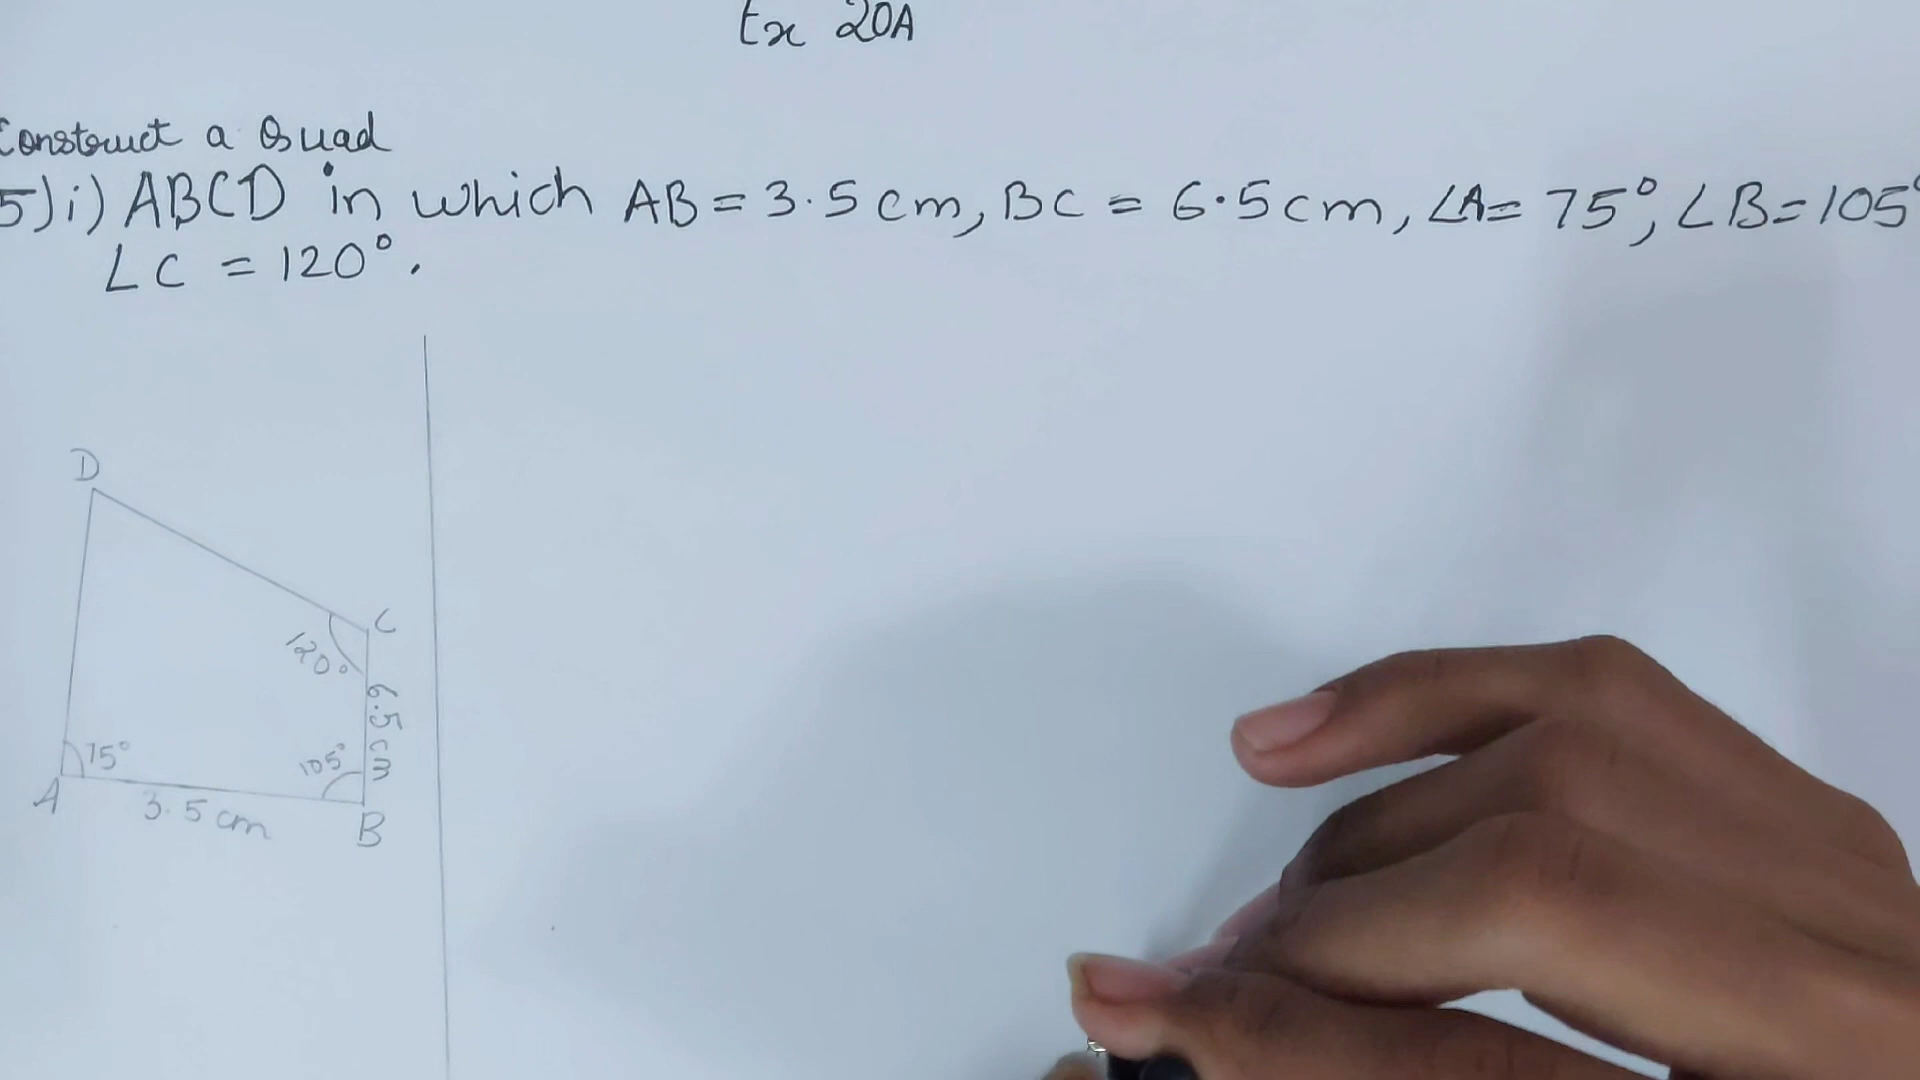 Ex 20A
Construct a Quad
5) i) ABCD in which AB = 3.5 cm, BC = 6.5 cm, ∠A = 75°, ∠B = 105°
∠C = 120°.
D
C
120°
6.5 cm
75°
105°
A
3.5 cm
B